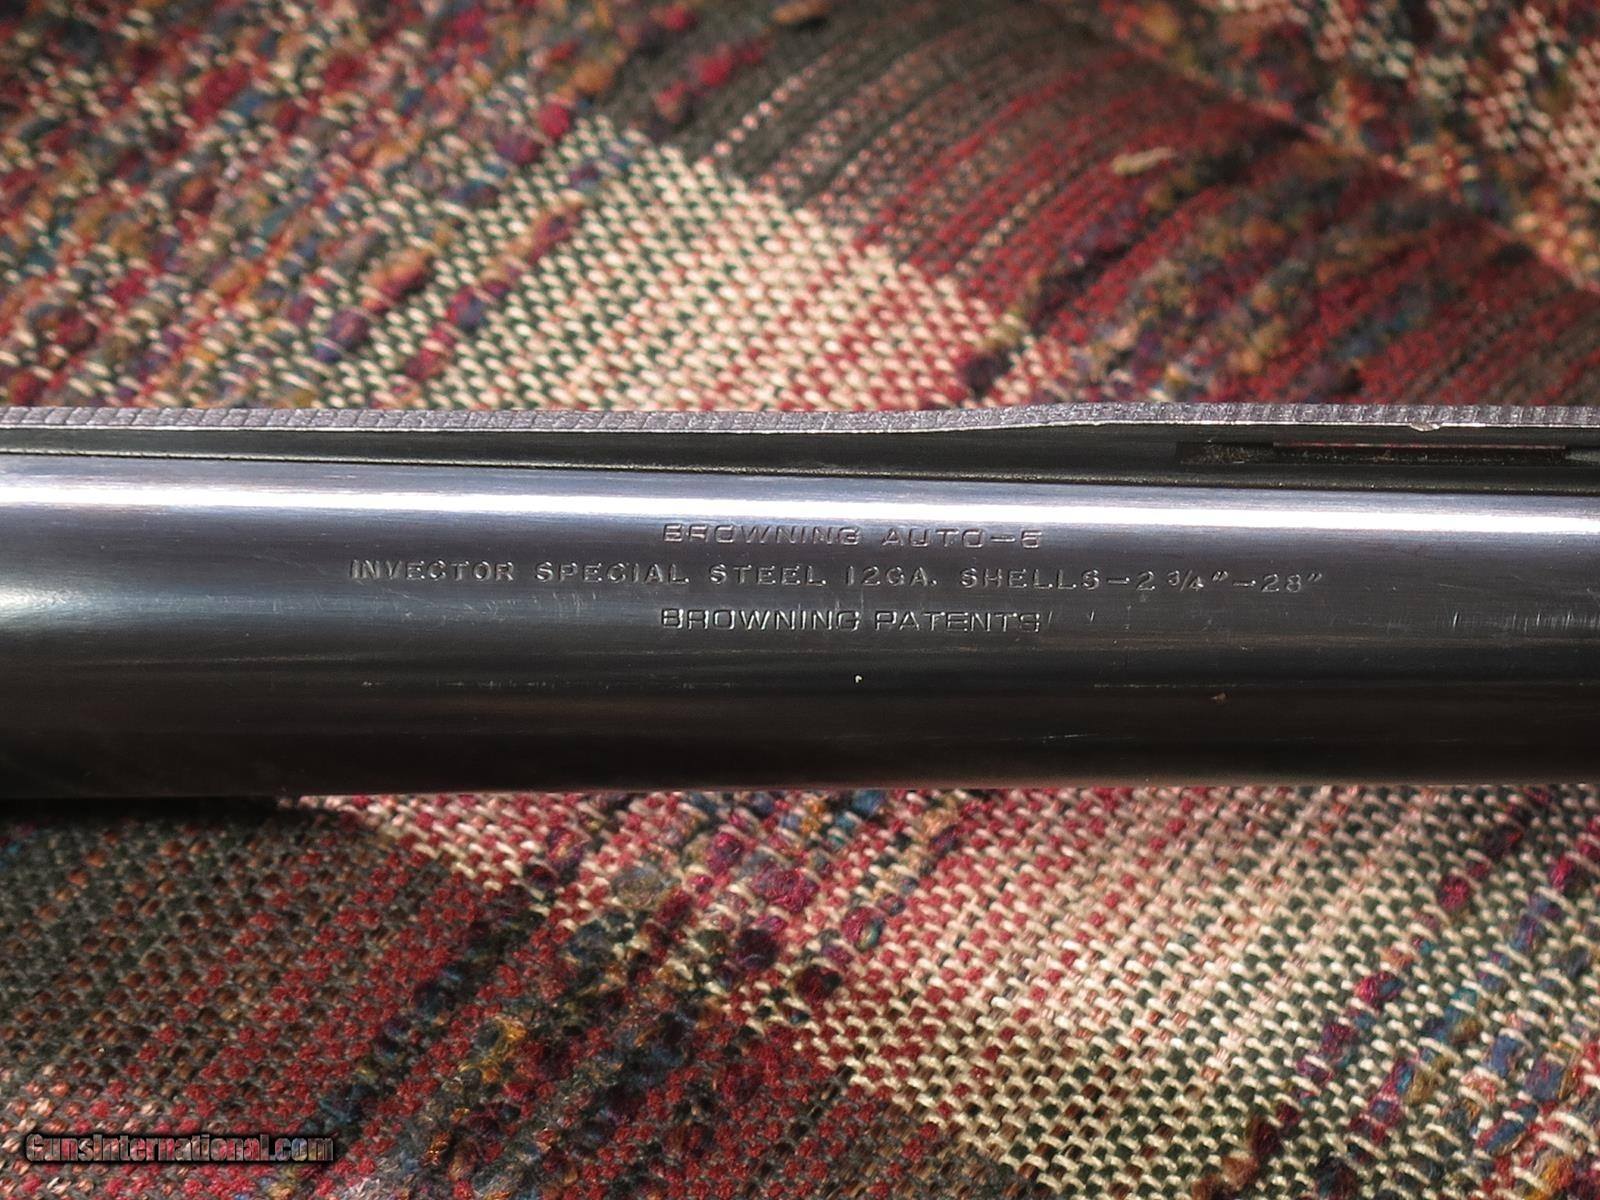 BROWNING AUTO-5
INVECTOR SPECIAL STEEL 12GA. SHELLS-2 3/4"-28"
BROWNING PATENTS
GunsInternational.com